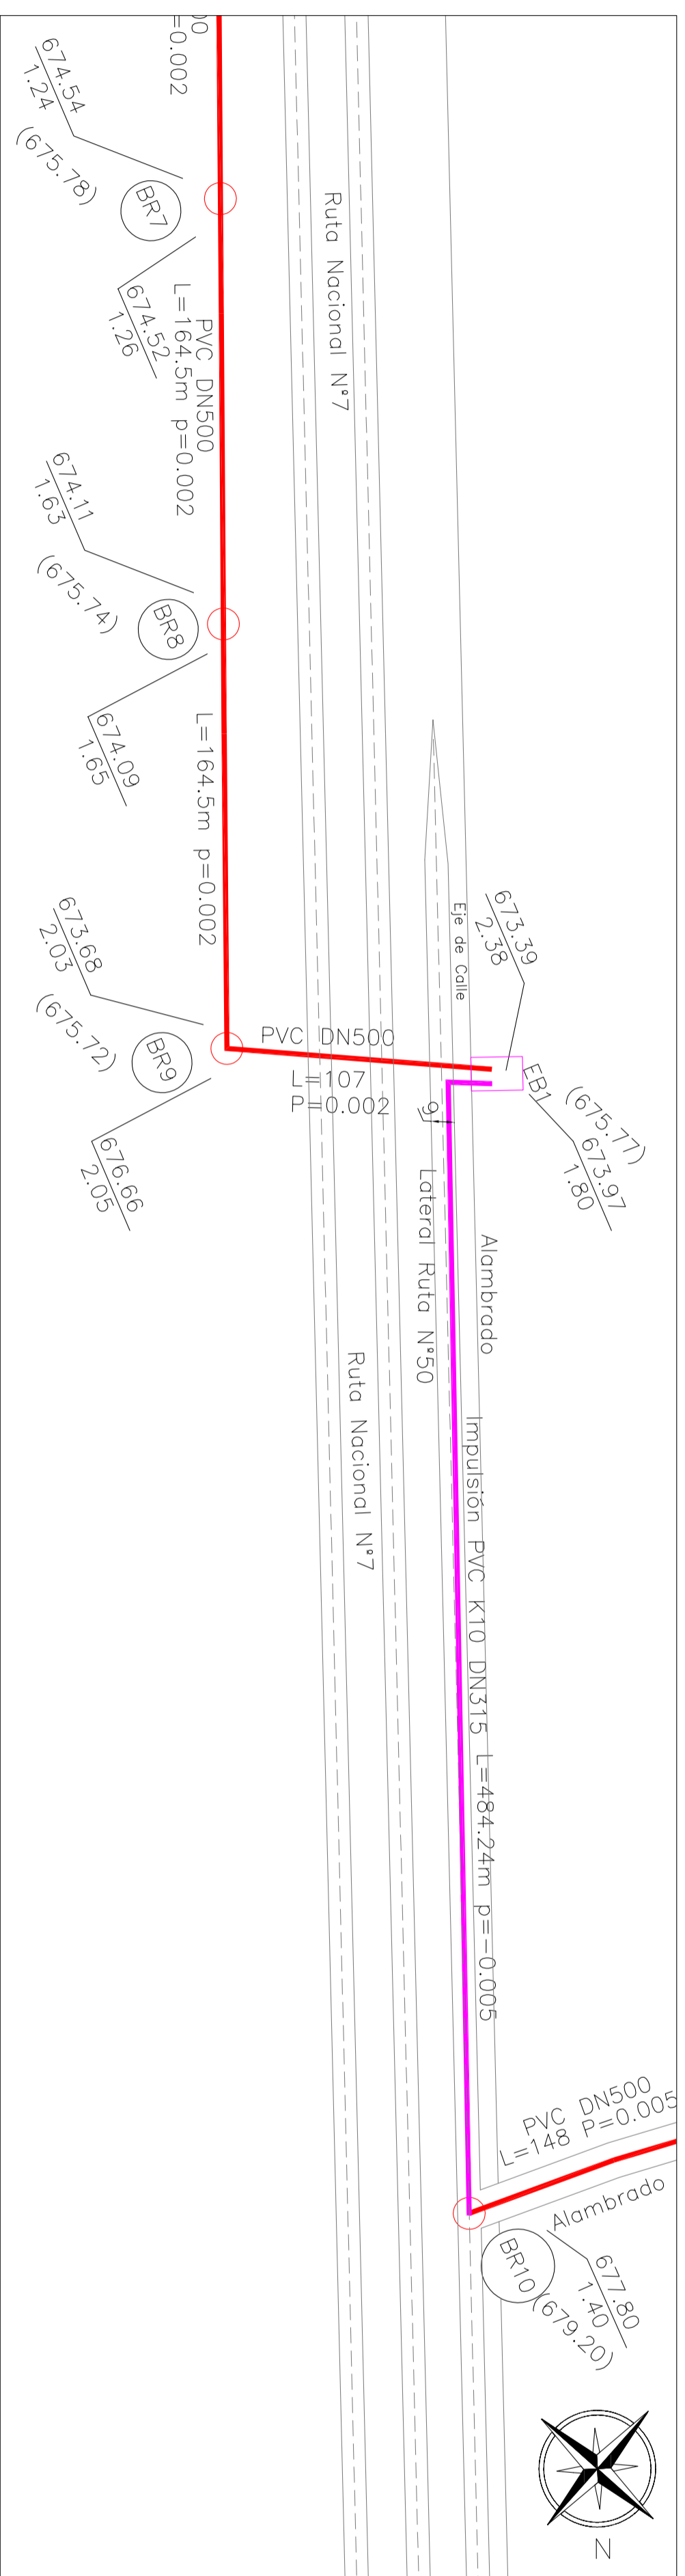 00
=0.002
674.54
1.24
(675.78)
BR7
Ruta Nacional N°7
674.52
1.26
PVC DN500
L=164.5m p=0.002
674.11
1.63
(675.74)
BR8
674.09
1.65
L=164.5m p=0.002
673.68
2.03
(675.72)
BR9
676.66
2.05
PVC DN500
L=107
P=0.002
Eje de Calle
673.39
2.38
EB1
(675.77)
673.97
1.80
9
Lateral Ruta N°50
Alambrado
Ruta Nacional N°7
Impulsión PVC K10 DN315 L=484.24m p=-0.005
PVC DN500
L=148 P=0.005
Alambrado
BR10
677.80
1.40
(679.20)
N